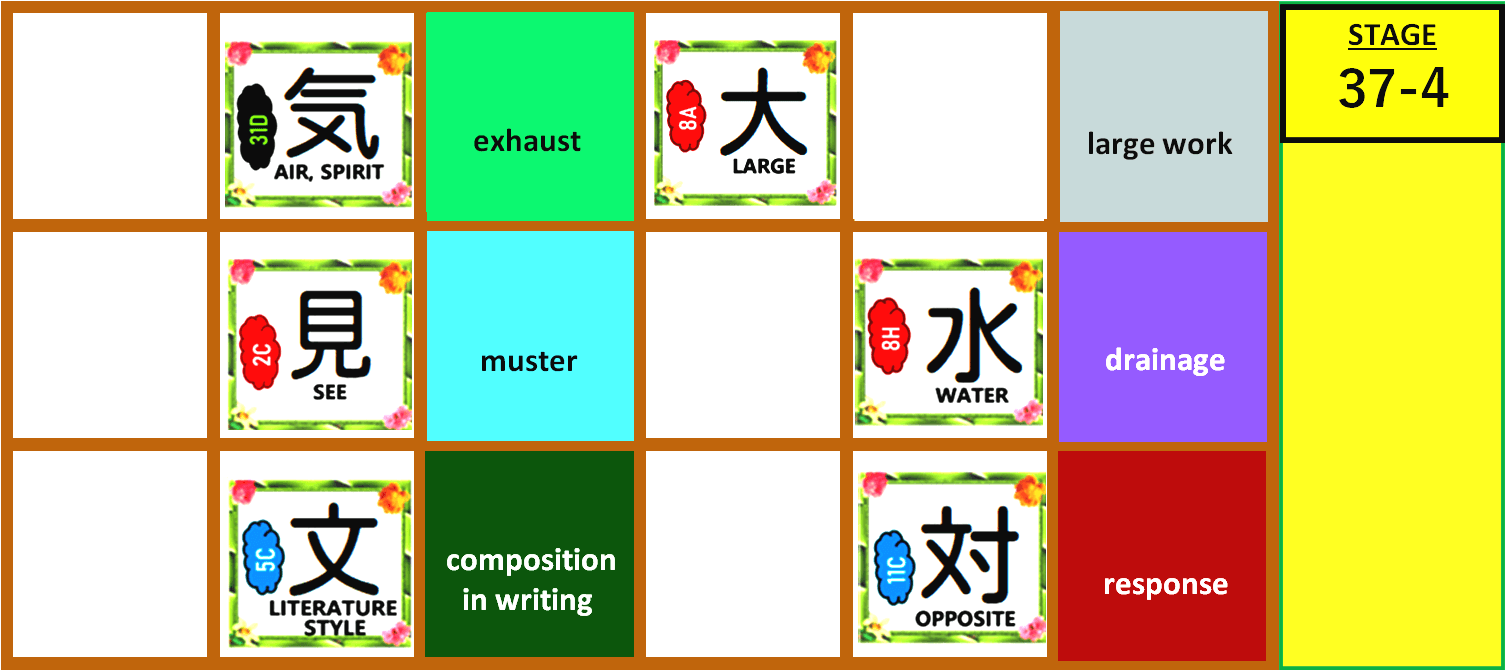 31D
気
AIR, SPIRIT
exhaust
8A
大
LARGE
large work
STAGE
37-4
2C
見
SEE
muster
8H
水
WATER
drainage
5C
文
LITERATURE
STYLE
composition
in writing
11C
対
OPPOSITE
response